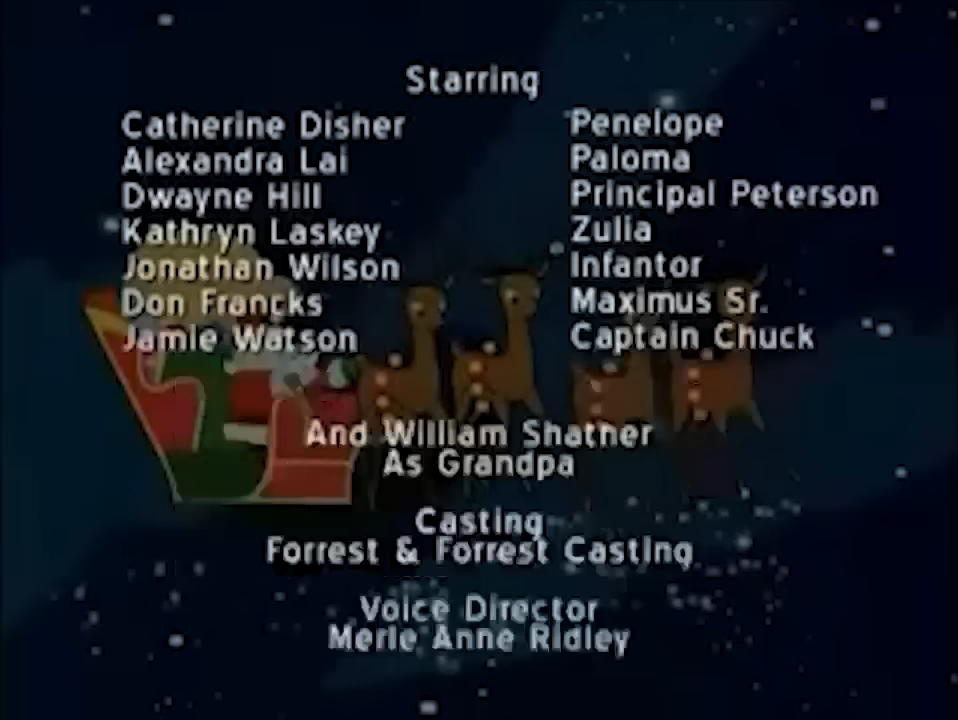 Starring
Catherine Disher Penelope
Alexandra Lai Paloma
Dwayne Hill Principal Peterson
Kathryn Laskey Zulia
Jonathan Wilson Infantor
Don Francks Maximus Sr.
Jamie Watson Captain Chuck
And William Shatner
As Grandpa
Casting
Forrest & Forrest Casting
Voice Director
Merle Anne Ridley